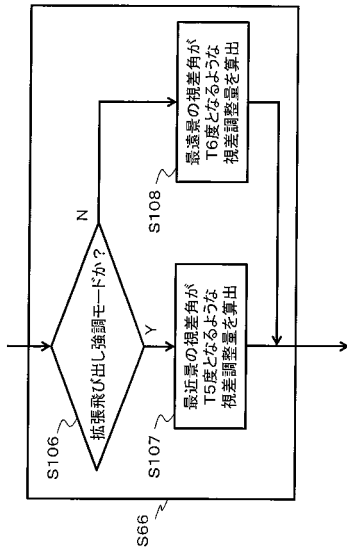 S66
S106
拡張飛び出し強調モードか？
N
Y
S107
最近景の視差角が
T5度となるような
視差調整量を算出
S108
最遠景の視差角が
T6度となるような
視差調整量を算出